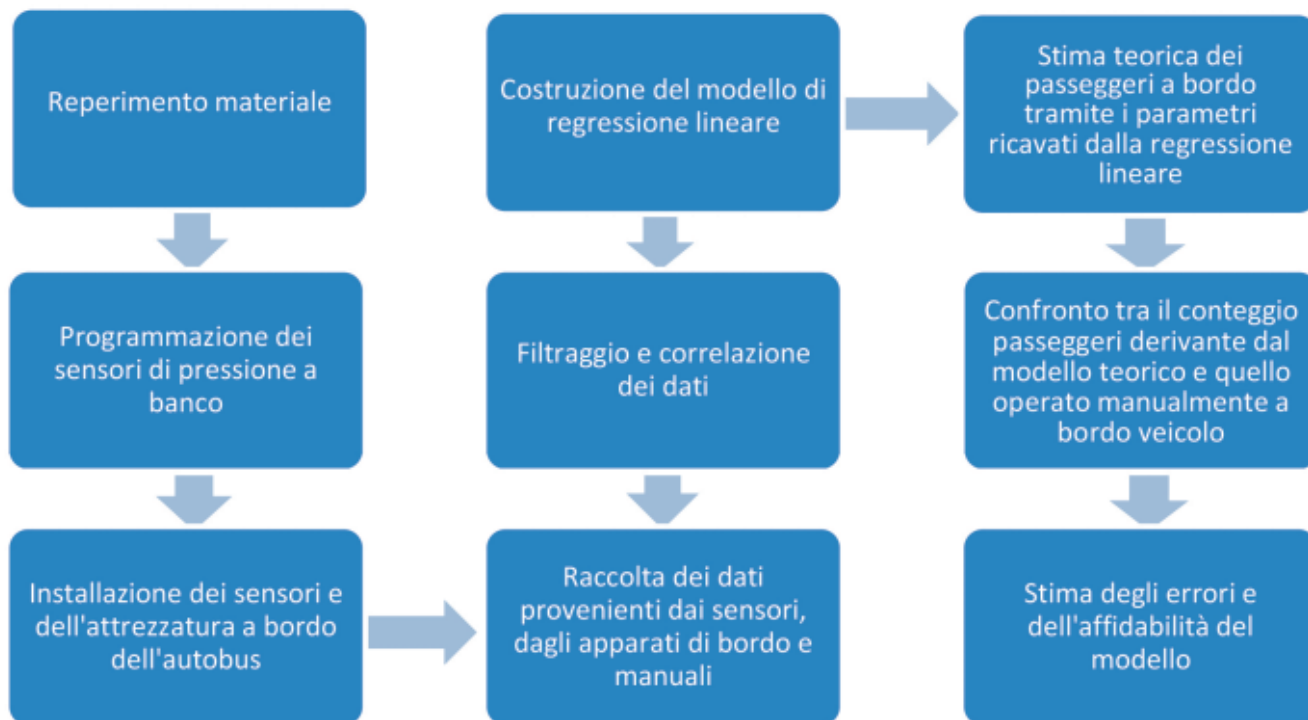 Reperimento materiale
Programmazione dei
sensori di pressione a
banco
Installazione dei sensori e
dell'attrezzatura a bordo
dell'autobus
Costruzione del modello di
regressione lineare
Filtraggio e correlazione
dei dati
Raccolta dei dati
provenienti dai sensori,
dagli apparati di bordo e
manuali
Stima teorica dei
passeggeri a bordo
tramite i parametri
ricavati dalla regressione
lineare
Confronto tra il conteggio
passeggeri derivante dal
modello teorico e quello
operato manualmente a
bordo veicolo
Stima degli errori e
dell'affidabilità del
modello